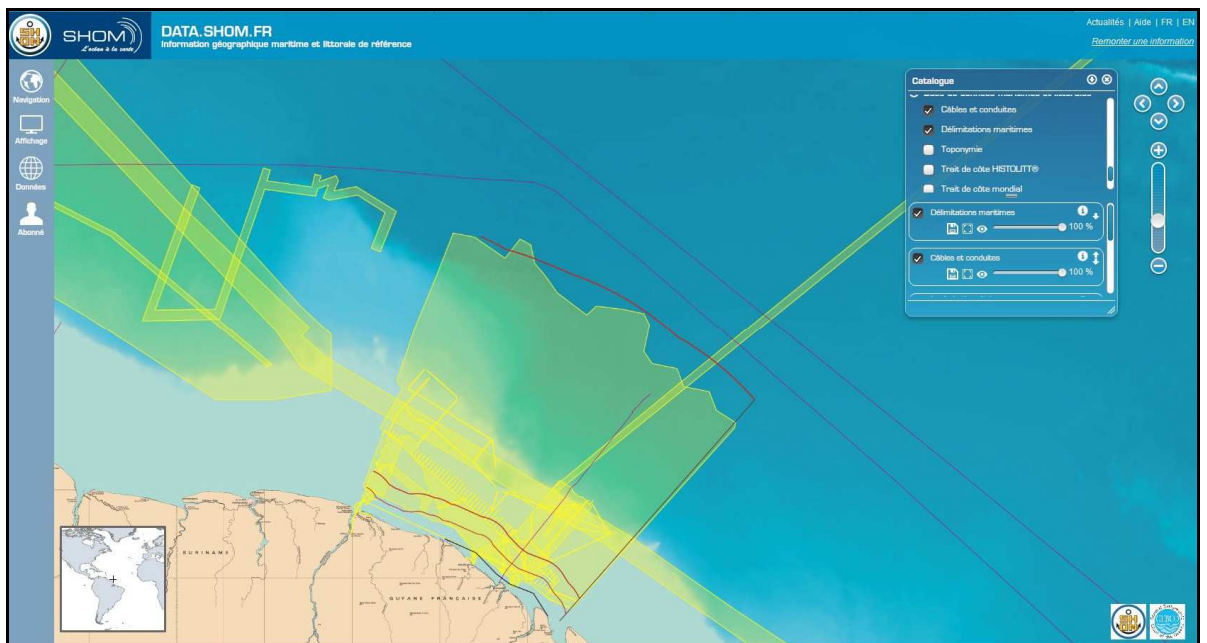 SHOM
L'océan à la carte
DATA.SHOM.FR
Information géographique maritime et littorale de référence
Actualités | Aide | FR | EN
Remonter une information
Navigation
Affichage
Données
Abonné
Catalogue
Câbles et conduites
Délimitations maritimes
Toponymie
Trait de côte HISTOLITT®
Trait de côte mondial
Délimitations maritimes
100 %
Câbles et conduites
100 %
SURINAME
GUYANE FRANÇAISE